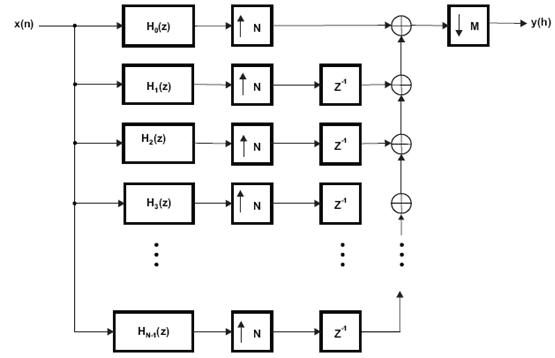 x(n) H₀(z) N M y(h)
H₁(z) N Z⁻¹
H₂(z) N Z⁻¹
H₃(z) N Z⁻¹
Hₙ₋₁(z) N Z⁻¹